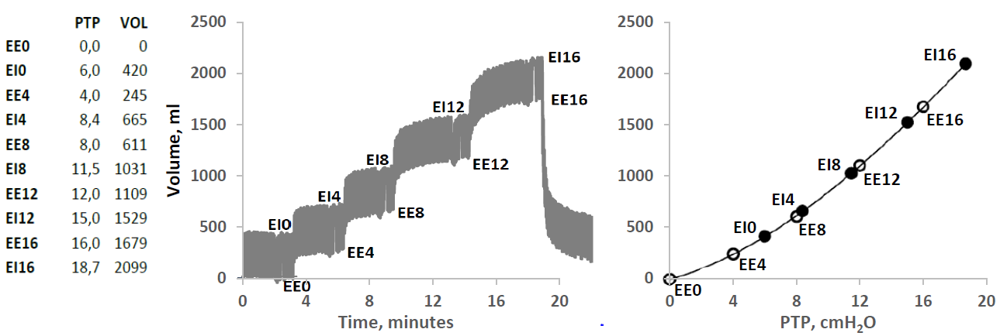 PTP VOL
EE0 0,0 0
EI0 6,0 420
EE4 4,0 245
EI4 8,4 665
EE8 8,0 611
EI8 11,5 1031
EE12 12,0 1109
EI12 15,0 1529
EE16 16,0 1679
EI16 18,7 2099
Volume, ml
2500
2000
1500
1000
500
0
EI0
EE0
EI4
EE4
EI8
EE8
EI12
EE12
EI16
EE16
0 4 8 12 16 20
Time, minutes
2500
2000
1500
1000
500
0
EI16
EI12
EE16
EI8
EE12
EI4
EE8
EI0
EE4
EE0
0 4 8 12 16 20
PTP, cmH₂O